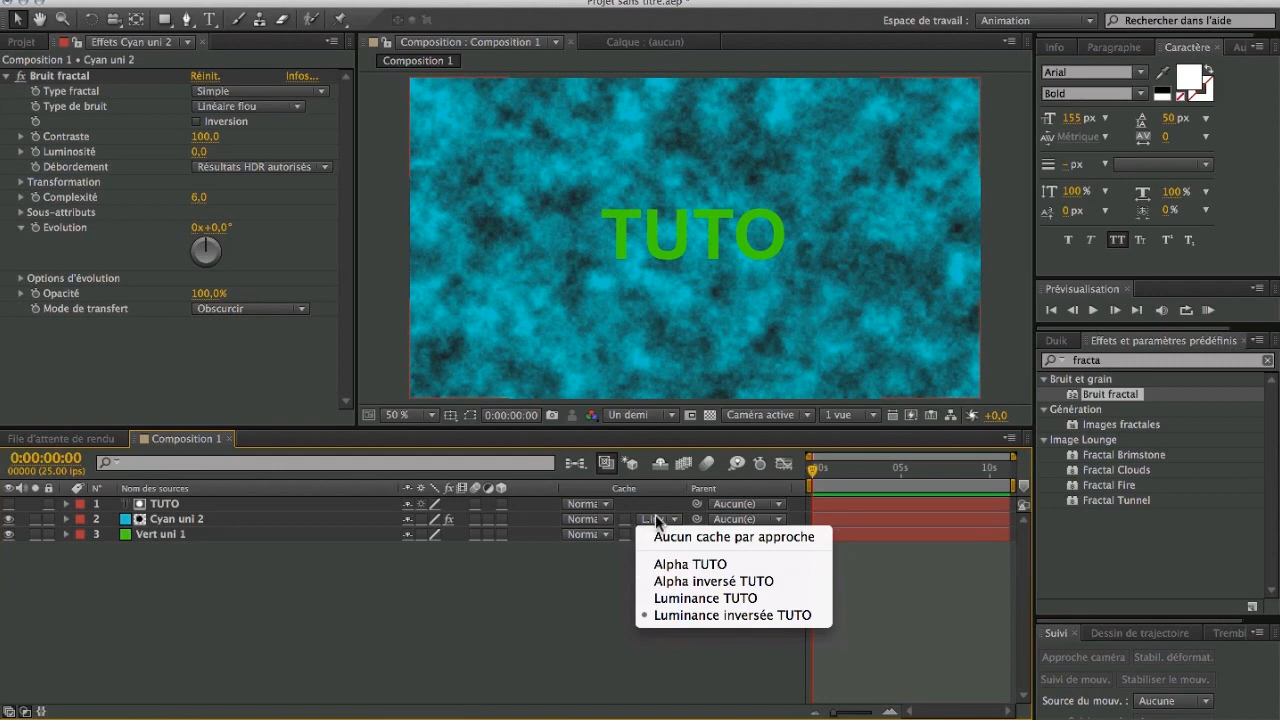 Projet sans titre.aep *
Espace de travail : Animation
Rechercher dans l'aide
Projet
Effets Cyan uni 2
Composition 1 • Cyan uni 2
fx Bruit fractal Réinit. Infos...
Type fractal Simple
Type de bruit Linéaire flou
Inversion
Contraste 100,0
Luminosité 0,0
Débordement Résultats HDR autorisés
Transformation
Complexité 6,0
Sous-attributs
Evolution 0x+0,0°
Options d'évolution
Opacité 100,0%
Mode de transfert Obscurcir
Composition : Composition 1
Calque : (aucun)
Composition 1
TUTO
50 % 0:00:00:00 Un demi Caméra active 1 vue +0,0
Info Paragraphe Caractère Au
Arial
Bold
155 px 50 px
Métrique 0
– px
100 % 100 %
0 px 0 %
T T TT Tt T¹ T₁
Prévisualisation
Duik Effets et paramètres prédéfinis
fracta
Bruit et grain
Bruit fractal
Génération
Images fractales
Image Lounge
Fractal Brimstone
Fractal Clouds
Fractal Fire
Fractal Tunnel
Suivi Dessin de trajectoire Trembl
Approche caméra Stabil. déformat.
Suivi de mouv. Stabiliser le mouv.
Source du mouv. : Aucune
File d'attente de rendu
Composition 1
0:00:00:00
00000 (25.00 ips)
00s 05s 10s
N° Nom des sources fx Cache Parent
1 TUTO Norma Aucun(e)
2 Cyan uni 2 fx Norma Aucun(e)
3 Vert uni 1 Norma
Aucun cache par approche
Alpha TUTO
Alpha inversé TUTO
Luminance TUTO
Luminance inversée TUTO